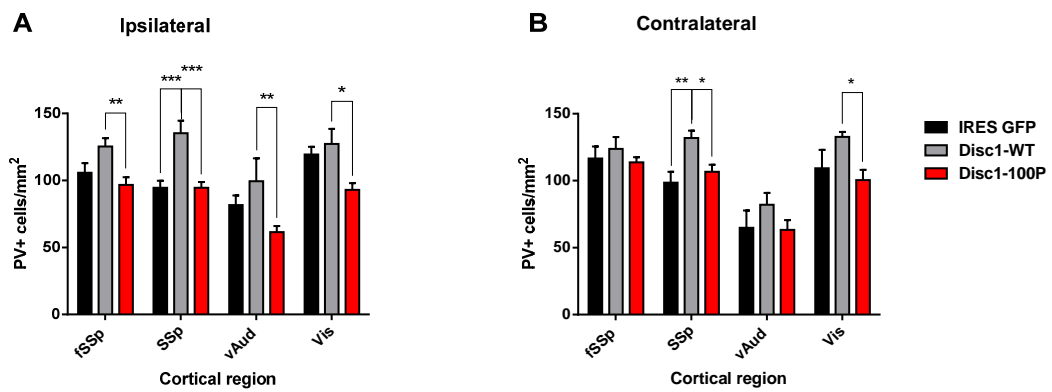 A
Ipsilateral
***
***
**
**
*
150
100
50
0
PV+ cells/mm²
fSSp
SSp
vAud
Vis
Cortical region
B
Contralateral
**
*
*
150
100
50
0
PV+ cells/mm²
fSSp
SSp
vAud
Vis
Cortical region
IRES GFP
Disc1-WT
Disc1-100P